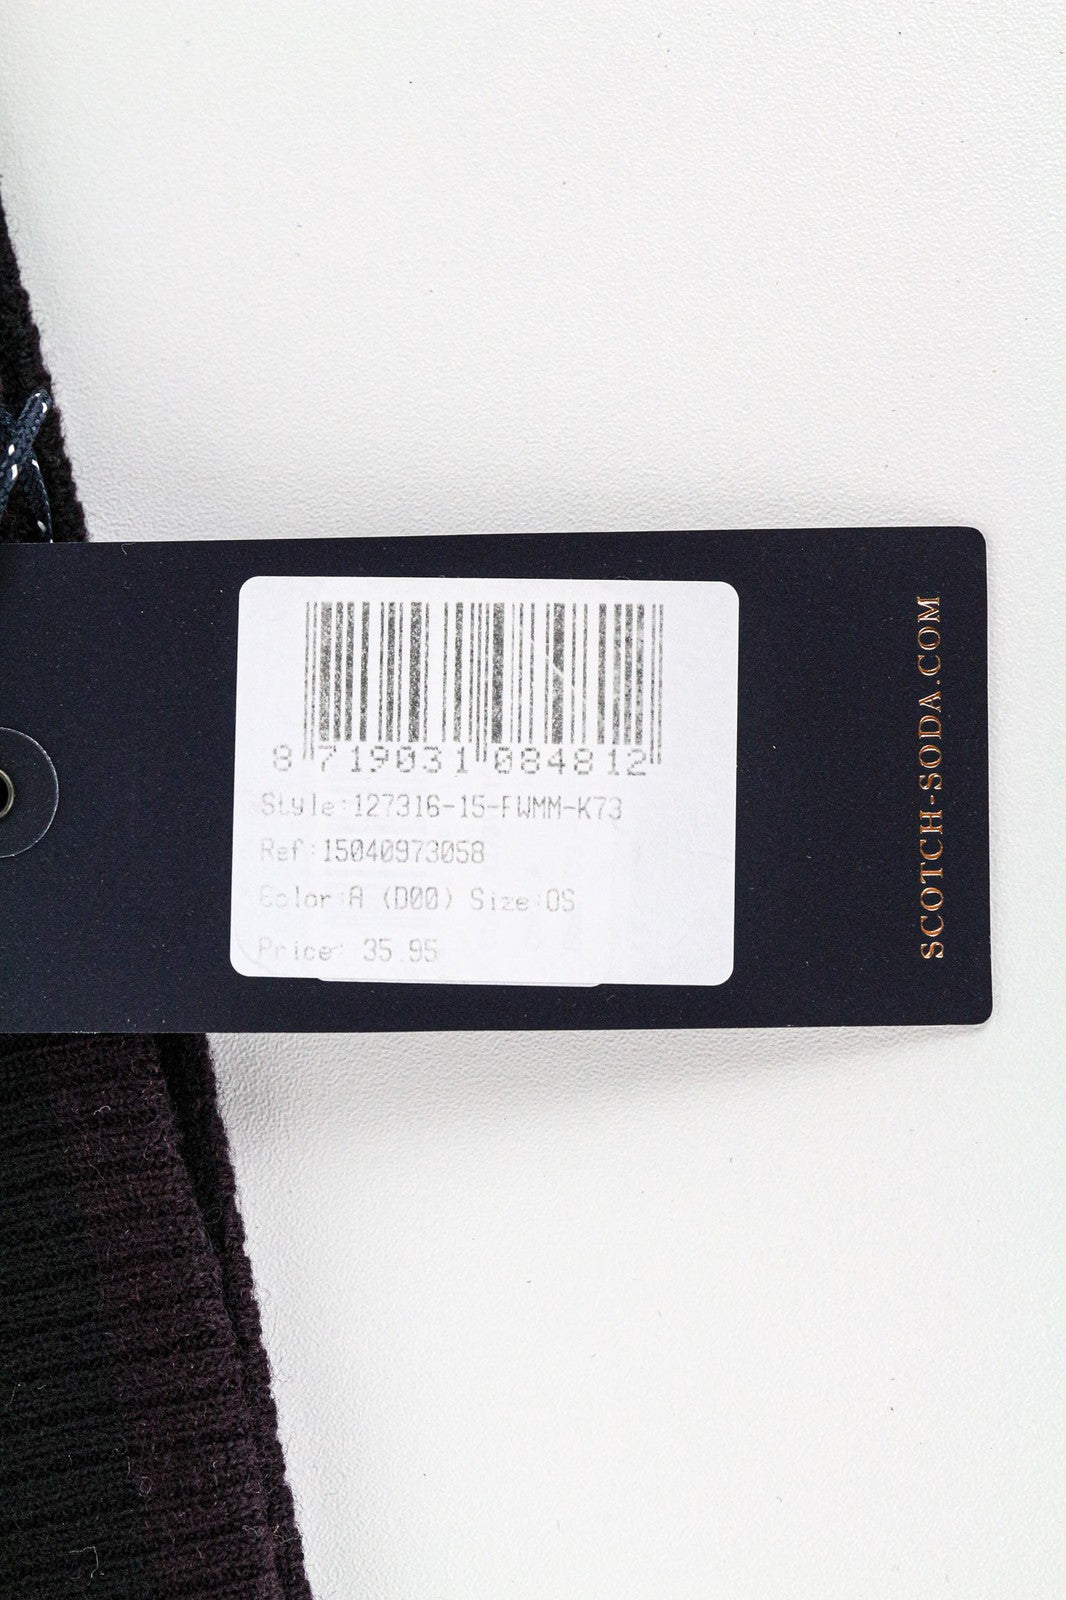 8 719031 084812
Style:127316-15-FWMM-K73
Ref:15040973058
Color:A (D00) Size:OS
Price: 35.95
SCOTCH-SODA.COM